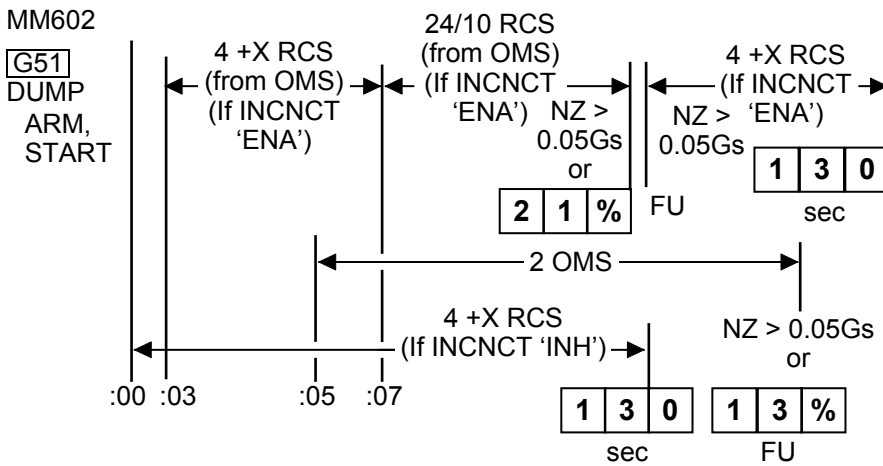 MM602
G51
DUMP
ARM,
START
4 +X RCS
(from OMS)
(If INCNCT
‘ENA’)
24/10 RCS
(from OMS)
(If INCNCT
‘ENA’) NZ >
0.05Gs
or
2 1 % FU
4 +X RCS
(If INCNCT
‘ENA’)
NZ >
0.05Gs
1 3 0
sec
2 OMS
4 +X RCS
(If INCNCT ‘INH’)
NZ > 0.05Gs
or
:00 :03 :05 :07
1 3 0
sec
1 3 %
FU